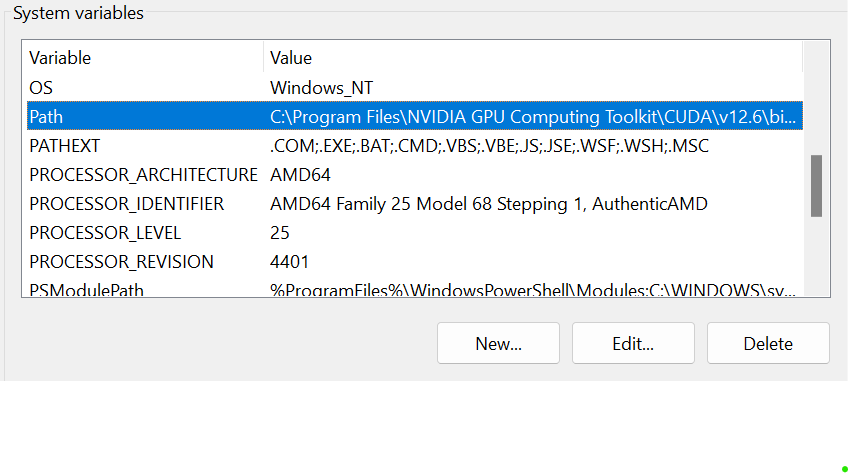 System variables
Variable Value
OS Windows_NT
Path C:\Program Files\NVIDIA GPU Computing Toolkit\CUDA\v12.6\bi...
PATHEXT .COM;.EXE;.BAT;.CMD;.VBS;.VBE;.JS;.JSE;.WSF;.WSH;.MSC
PROCESSOR_ARCHITECTURE AMD64
PROCESSOR_IDENTIFIER AMD64 Family 25 Model 68 Stepping 1, AuthenticAMD
PROCESSOR_LEVEL 25
PROCESSOR_REVISION 4401
PSModulePath %ProgramFiles%\WindowsPowerShell\Modules;C:\WINDOWS\sy...
New... Edit... Delete